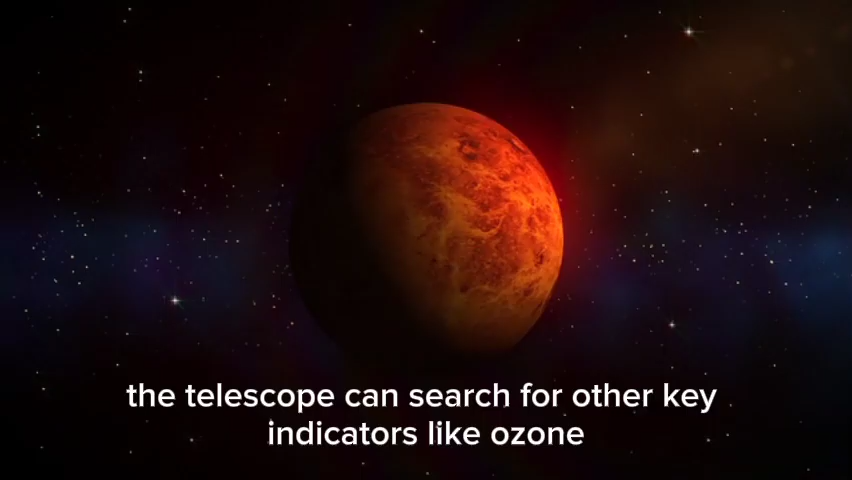 the telescope can search for other key
indicators like ozone